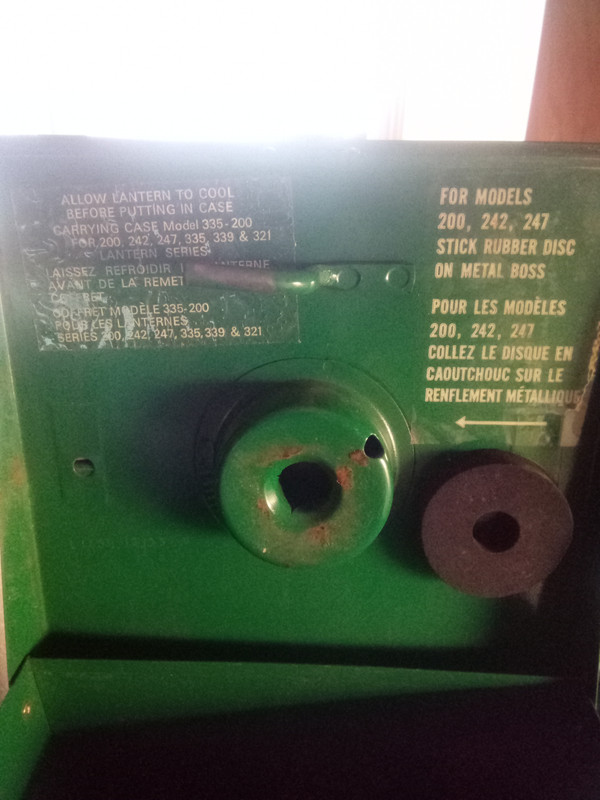 ALLOW LANTERN TO COOL
BEFORE PUTTING IN CASE
CARRYING CASE Model 335-200
FOR 200, 242, 247, 335, 339 & 321
LANTERN SERIES
LAISSEZ REFROIDIR
AVANT DE LA REMET
COFFRET MODÈLE 335-200
POUR LES LANTERNES
SERIES 200, 242, 247, 335, 339 & 321
FOR MODELS
200, 242, 247
STICK RUBBER DISC
ON METAL BOSS
POUR LES MODÈLES
200, 242, 247
COLLEZ LE DISQUE EN
CAOUTCHOUC SUR LE
RENFLEMENT MÉTALLIQUE